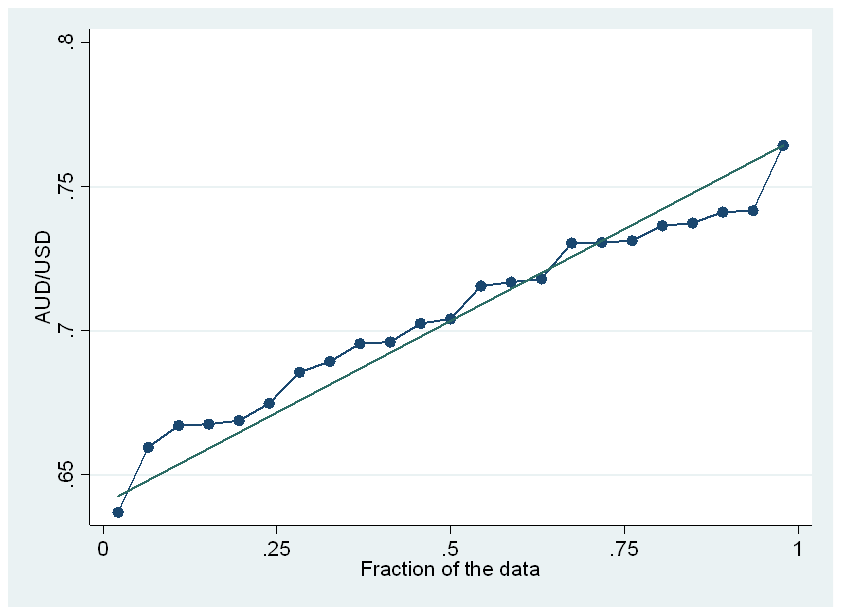 .8
.75
.7
.65
AUD/USD
0 .25 .5 .75 1
Fraction of the data